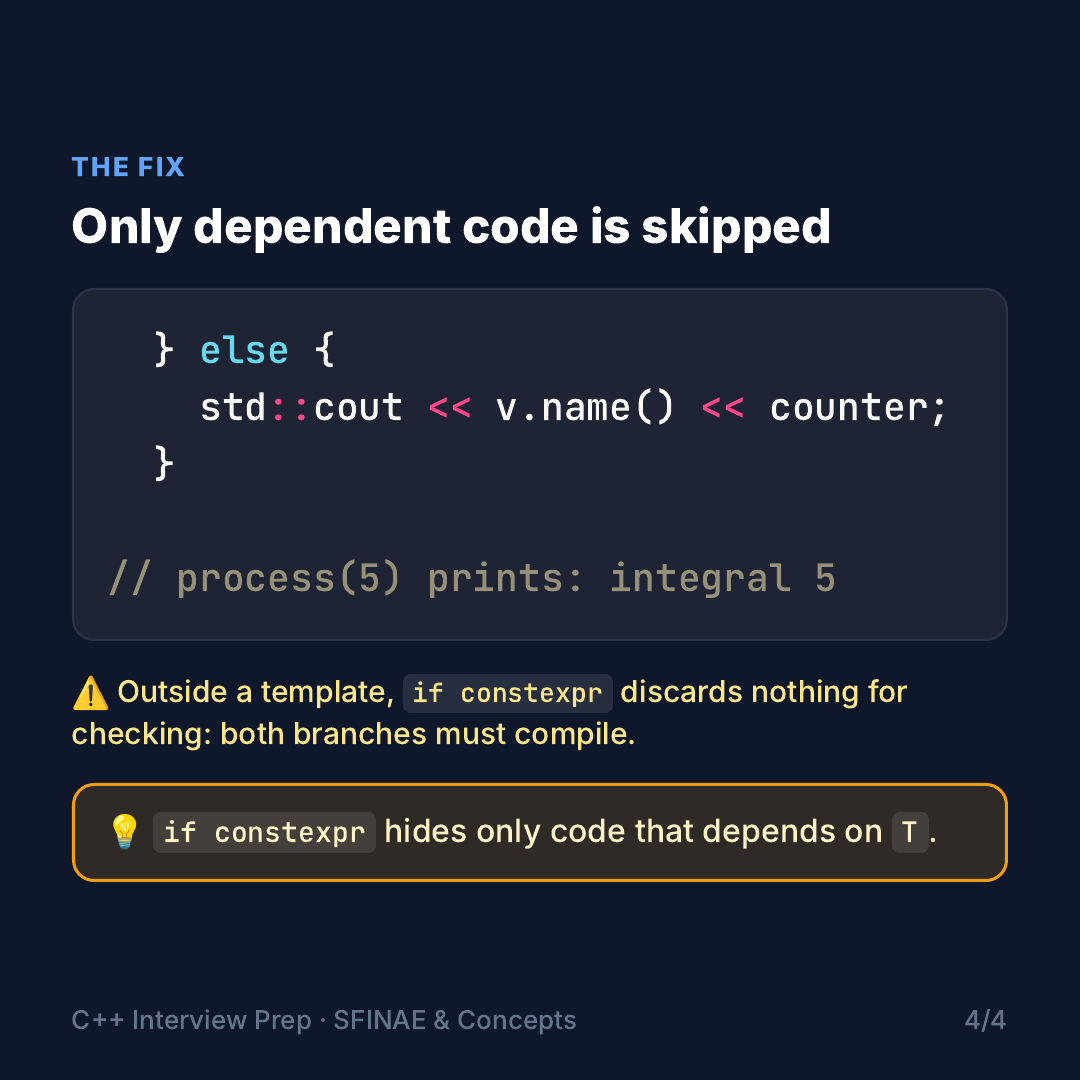 THE FIX
Only dependent code is skipped
} else {
std::cout << v.name() << counter;
}
// process(5) prints: integral 5
⚠️ Outside a template, if constexpr discards nothing for
checking: both branches must compile.
💡 if constexpr hides only code that depends on T.
C++ Interview Prep · SFINAE & Concepts
4/4